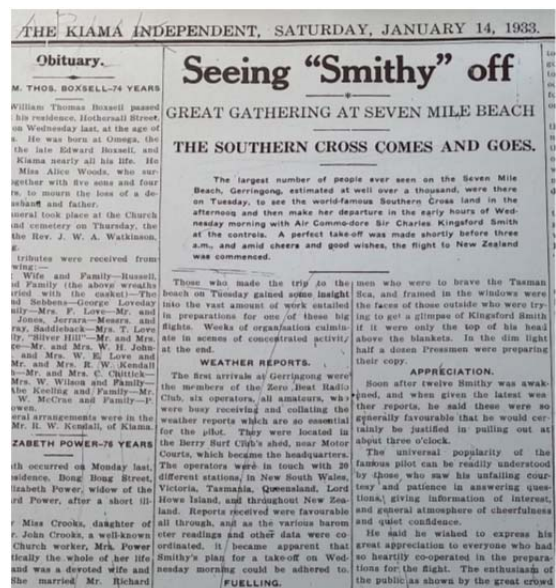 THE KIAMA INDEPENDENT, SATURDAY, JANUARY 14, 1933.
Obituary.
M. THOS. BOXSELL—74 YEARS
William Thomas Boxsell passed
his residence, Hothersall Street,
on Wednesday last, at the age of
He was born at Omega, the
the late Edward Boxsell, and
Kiama nearly all his life. He
Miss Alice Woods, who sur-
gether with five sons and four
rs, to mourn the loss of a de-
sband and father.
neral took place at the Church
nd cemetery on Thursday, the
the Rev. J. W. A. Watkinson,
g.
tributes were received from
wing:—
Wife and Family—Russell,
d Family (the above wreaths
ried with the casket)—The
nd Sebbens—George Loveday
ily—Mrs. F. Love—Mr. and
Jones, Jerrara—Messrs. and
ray, Saddleback—Mrs. T. Love
ly, "Silver Hill"—Mr. and Mrs.
ge—Mr. and Mrs. W. H. John-
and Mrs. W. E. Love and
Mr. and Mrs. R. W. Kendall
k—Mr. and Mrs. C. Chittick—
Mrs. W. Wilson and Family—
he Keeling and Family—Mr.
W. McCrea and Family—P.
owen.
eral arrangements were in the
Mr. R. W. Kendall, of Kiama.
ZABETH POWER—76 YEARS
th occurred on Monday last,
sidence, Bong Bong Street,
lizabeth Power, widow of the
rd Power, after a short ill-
Miss Crooks, daughter of
John Crooks, a well-known
Church worker, Mrs. Power
tically the whole of her life
and was a devoted wife and
She married Mr. Richard
Seeing "Smithy" off
GREAT GATHERING AT SEVEN MILE BEACH
THE SOUTHERN CROSS COMES AND GOES.
The largest number of people ever seen on the Seven Mile
Beach, Gerringong, estimated at well over a thousand, were there
on Tuesday, to see the world-famous Southern Cross land in the
afternoon and then make her departure in the early hours of Wed-
nesday morning with Air Commodore Sir Charles Kingsford Smith
at the controls. A perfect take-off was made shortly before three
a.m., and amid cheers and good wishes, the flight to New Zealand
was commenced.
Those who made the trip to the
beach on Tuesday gained some insight
into the vast amount of work entailed
in preparations for one of these big
flights. Weeks of organisation culmin-
ate in scenes of concentrated activity
at the end.
WEATHER REPORTS.
The first arrivals at Gerringong were
the members of the Zero Beat Radio
Club, six operators, all amateurs, who
were busy receiving and collating the
weather reports which are so essential
for the pilot. They were located in
the Berry Surf Club's shed, near Motor
Courts, which became the headquarters.
The operators were in touch with 20
different stations, in New South Wales,
Victoria, Tasmania, Queensland, Lord
Howe Island, and throughout New Zea-
land. Reports received were favourable
all through, and as the various barom
eter readings and other data were co-
ordinated, it became apparent that
Smithy's plan for a take-off on Wed-
nesday morning could be adhered to.
FUELLING.
men who were to brave the Tasman
Sea, and framed in the windows were
the faces of those outside who were try-
ing to get a glimpse of Kingsford Smith
if it were only the top of his head
above the blankets. In the dim light
half a dozen Pressmen were preparing
their copy.
APPRECIATION.
Soon after twelve Smithy was awak-
ened, and when given the latest wea
ther reports, he said these were so
generally favourable that he would cer-
tainly be justified in pulling out at
about three o'clock.
The universal popularity of the
famous pilot can be readily understood
by those who saw his unfailing cour-
tesy and patience in answering ques-
tions, giving information of interest,
and general atmosphere of cheerfulness
and quiet confidence.
He said he wished to express his
great appreciation to everyone who had
so heartily co-operated in the prepara-
tions for the flight. The enthusiasm of
the public as shown by the great crowd